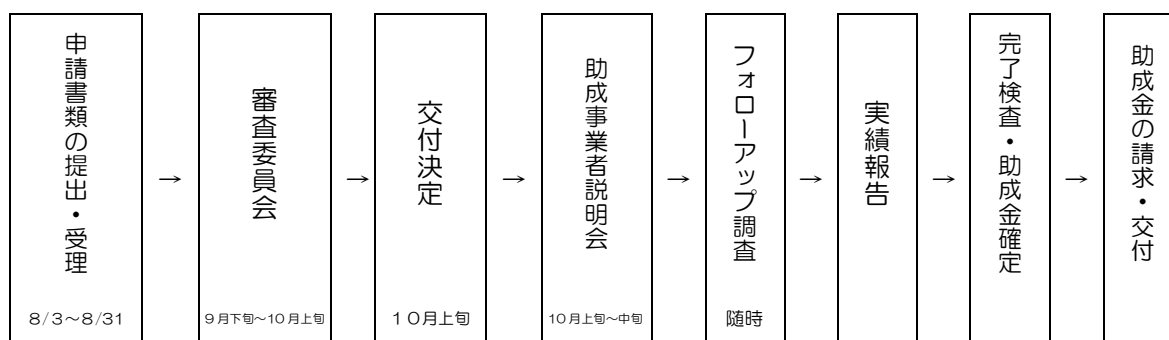 申請書類の提出・受理
8/3～8/31
→
審査委員会
9月下旬～10月上旬
→
交付決定
10月上旬
→
助成事業者説明会
10月上旬～中旬
→
フォローアップ調査
随時
→
実績報告
→
完了検査・助成金確定
→
助成金の請求・交付